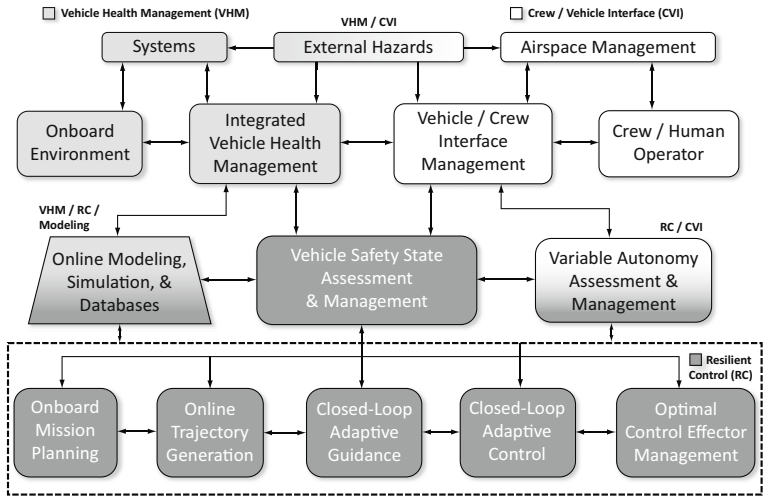 Vehicle Health Management (VHM)
VHM / CVI
Crew / Vehicle Interface (CVI)
Systems
External Hazards
Airspace Management
Onboard
Environment
Integrated
Vehicle Health
Management
Vehicle / Crew
Interface
Management
Crew / Human
Operator
VHM / RC /
Modeling
RC / CVI
Online Modeling,
Simulation, &
Databases
Vehicle Safety State
Assessment
& Management
Variable Autonomy
Assessment &
Management
Resilient
Control (RC)
Onboard
Mission
Planning
Online
Trajectory
Generation
Closed-Loop
Adaptive
Guidance
Closed-Loop
Adaptive
Control
Optimal
Control Effector
Management